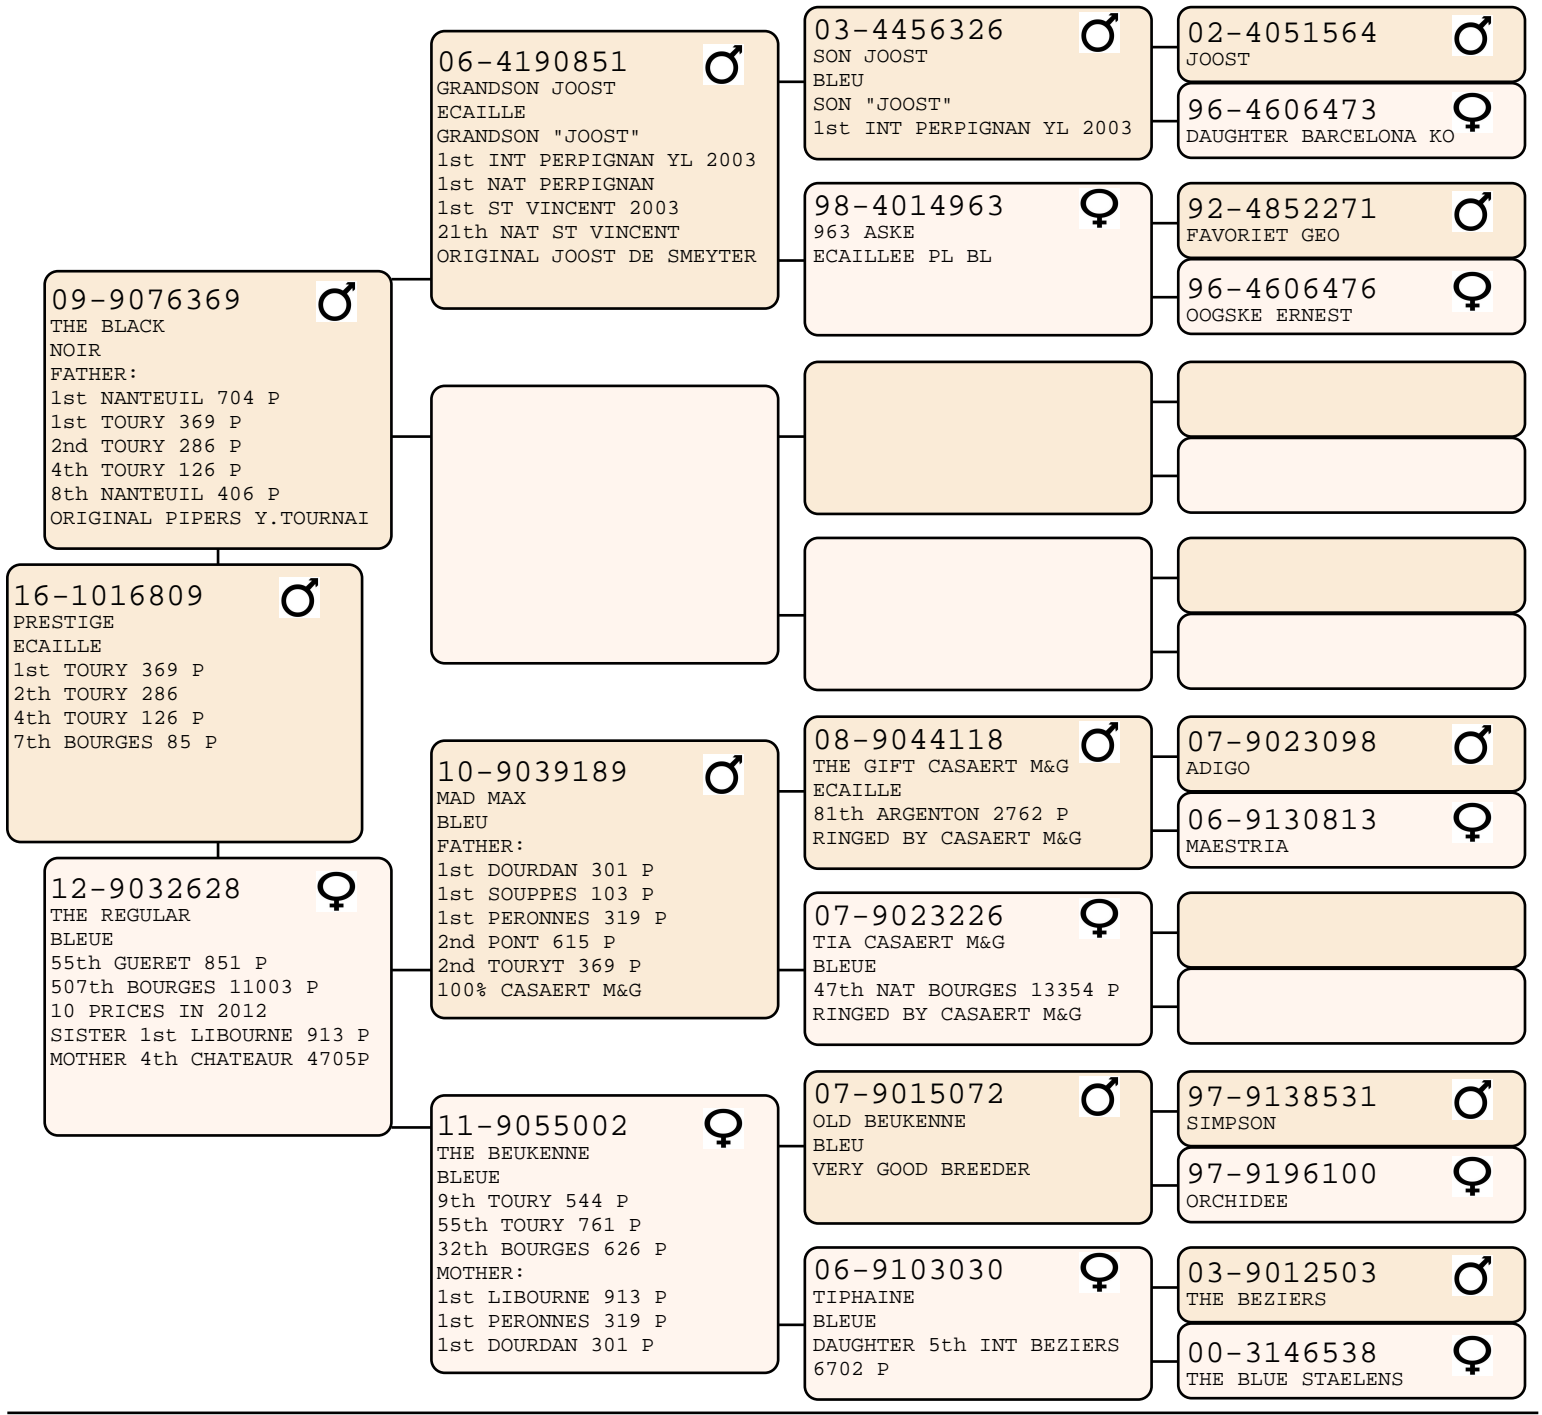 16-1016809
PRESTIGE
ECAILLE
1st TOURY 369 P
2th TOURY 286
4th TOURY 126 P
7th BOURGES 85 P
09-9076369
THE BLACK
NOIR
FATHER:
1st NANTEUIL 704 P
1st TOURY 369 P
2nd TOURY 286 P
4th TOURY 126 P
8th NANTEUIL 406 P
ORIGINAL PIPERS Y.TOURNAI
12-9032628
THE REGULAR
BLEUE
55th GUERET 851 P
507th BOURGES 11003 P
10 PRICES IN 2012
SISTER 1st LIBOURNE 913 P
MOTHER 4th CHATEAUR 4705P
06-4190851
GRANDSON JOOST
ECAILLE
GRANDSON "JOOST"
1st INT PERPIGNAN YL 2003
1st NAT PERPIGNAN
1st ST VINCENT 2003
21th NAT ST VINCENT
ORIGINAL JOOST DE SMEYTER
10-9039189
MAD MAX
BLEU
FATHER:
1st DOURDAN 301 P
1st SOUPPES 103 P
1st PERONNES 319 P
2nd PONT 615 P
2nd TOURYT 369 P
100% CASAERT M&G
11-9055002
THE BEUKENNE
BLEUE
9th TOURY 544 P
55th TOURY 761 P
32th BOURGES 626 P
MOTHER:
1st LIBOURNE 913 P
1st PERONNES 319 P
1st DOURDAN 301 P
03-4456326
SON JOOST
BLEU
SON "JOOST"
1st INT PERPIGNAN YL 2003
98-4014963
963 ASKE
ECAILLEE PL BL
08-9044118
THE GIFT CASAERT M&G
ECAILLE
81th ARGENTON 2762 P
RINGED BY CASAERT M&G
07-9023226
TIA CASAERT M&G
BLEUE
47th NAT BOURGES 13354 P
RINGED BY CASAERT M&G
07-9015072
OLD BEUKENNE
BLEU
VERY GOOD BREEDER
06-9103030
TIPHAINE
BLEUE
DAUGHTER 5th INT BEZIERS
6702 P
02-4051564
JOOST
96-4606473
DAUGHTER BARCELONA KO
92-4852271
FAVORIET GEO
96-4606476
OOGSKE ERNEST
07-9023098
ADIGO
06-9130813
MAESTRIA
97-9138531
SIMPSON
97-9196100
ORCHIDEE
03-9012503
THE BEZIERS
00-3146538
THE BLUE STAELENS